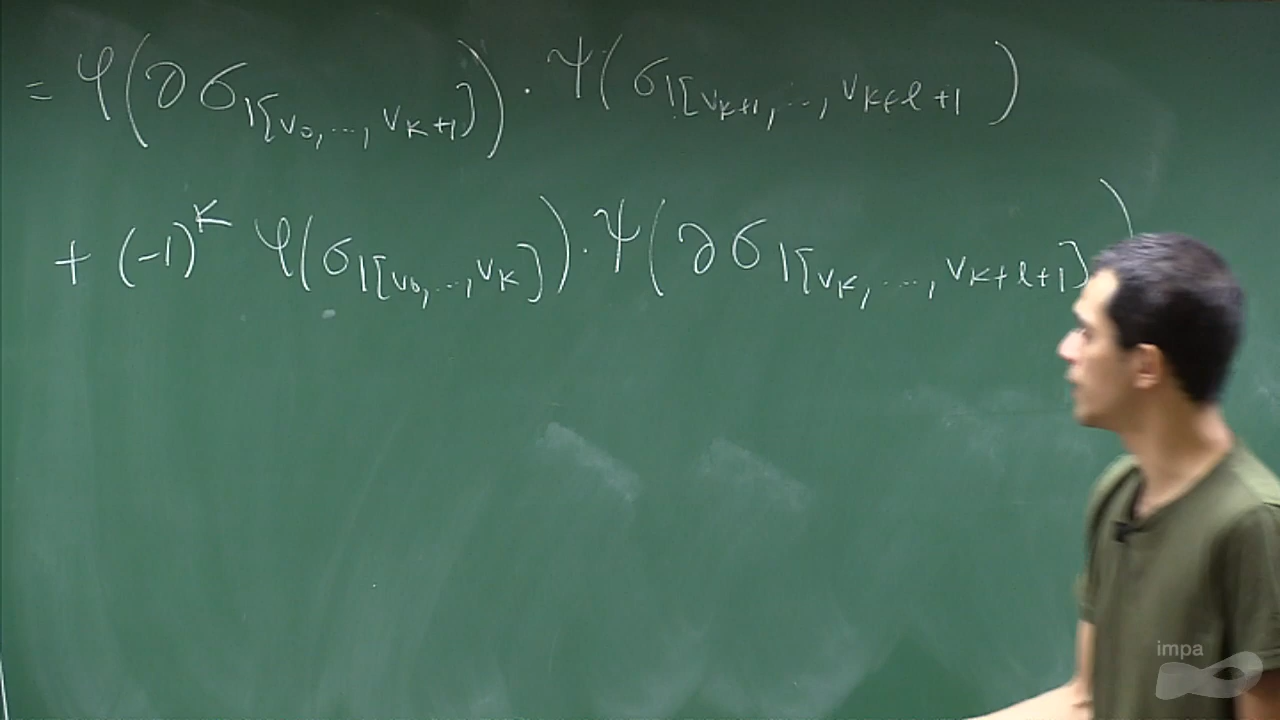 = φ(∂σ|[v₀,...,v_{K+1}]) · ψ(σ|[v_{K+1},...,v_{K+ℓ+1})
+ (-1)^K φ(σ|[v₀,...,v_K]) · ψ(∂σ|[v_K,...,v_{K+ℓ+1}])
impa